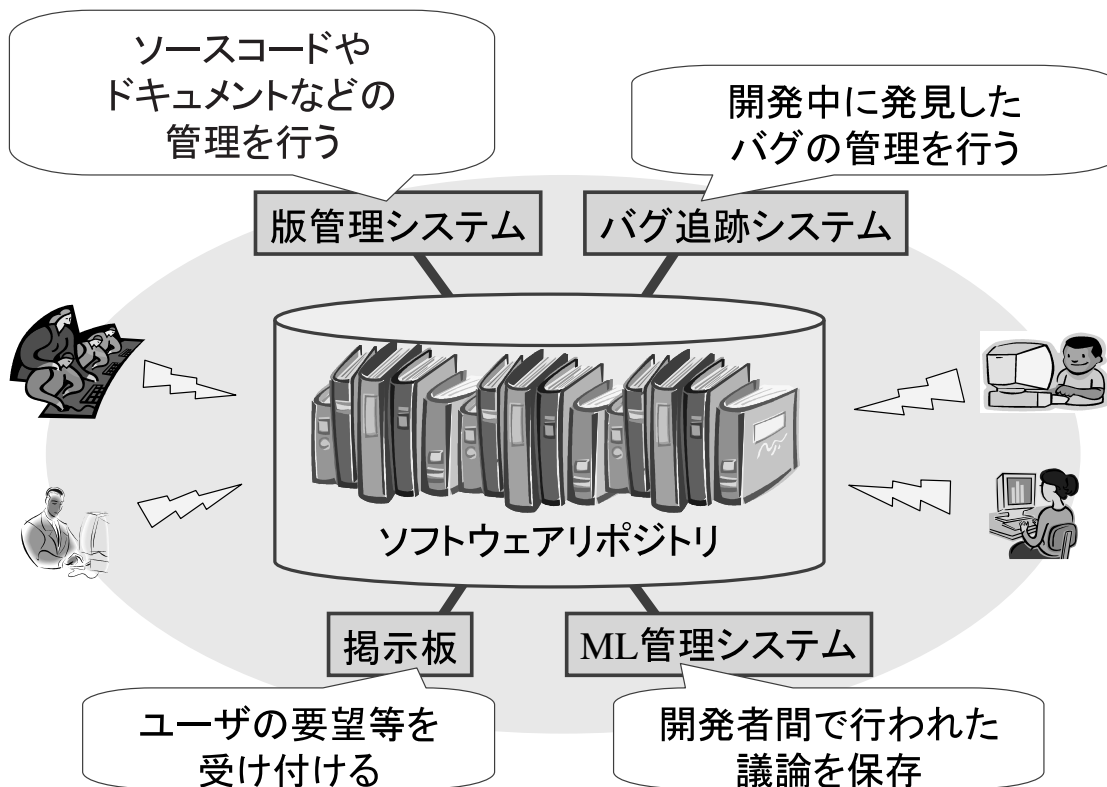 ソースコードや
ドキュメントなどの
管理を行う
開発中に発見した
バグの管理を行う
版管理システム
バグ追跡システム
ソフトウェアリポジトリ
掲示板
ML管理システム
ユーザの要望等を
受け付ける
開発者間で行われた
議論を保存